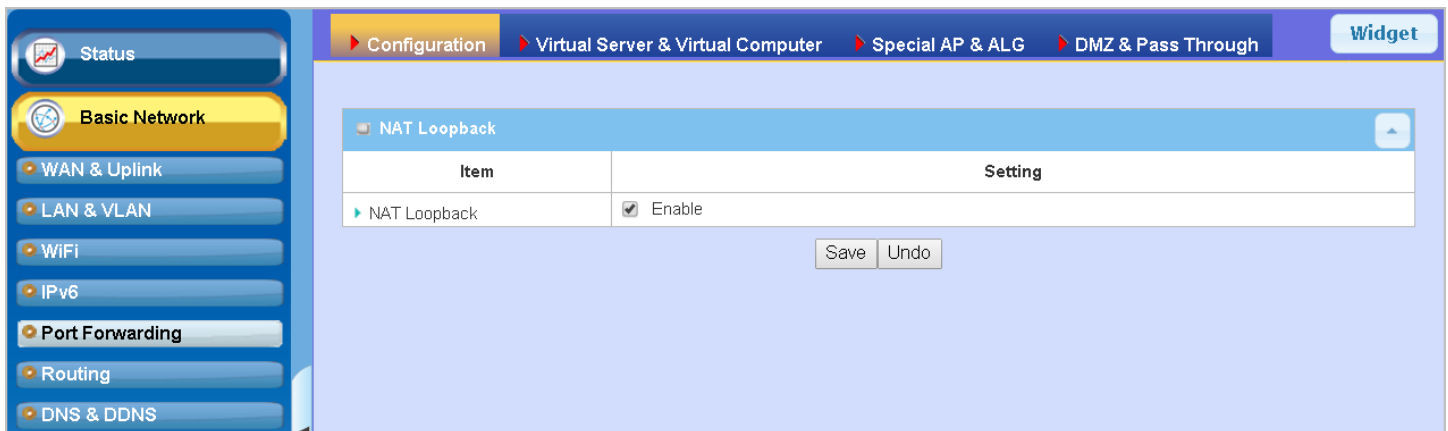 Status
Basic Network
WAN & Uplink
LAN & VLAN
WiFi
IPv6
Port Forwarding
Routing
DNS & DDNS
Configuration Virtual Server & Virtual Computer Special AP & ALG DMZ & Pass Through Widget
NAT Loopback
Item Setting
NAT Loopback Enable
Save Undo